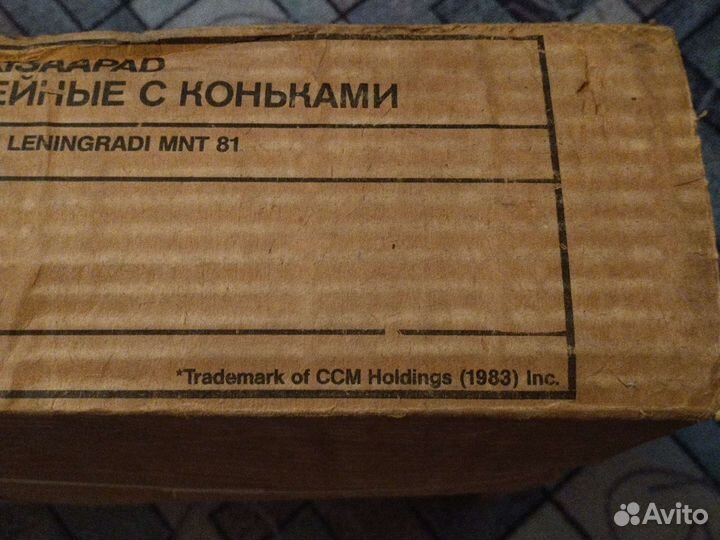 ЕЙНЫЕ С КОНЬКАМИ
LENINGRADI MNT 81
*Trademark of CCM Holdings (1983) Inc.
Avito